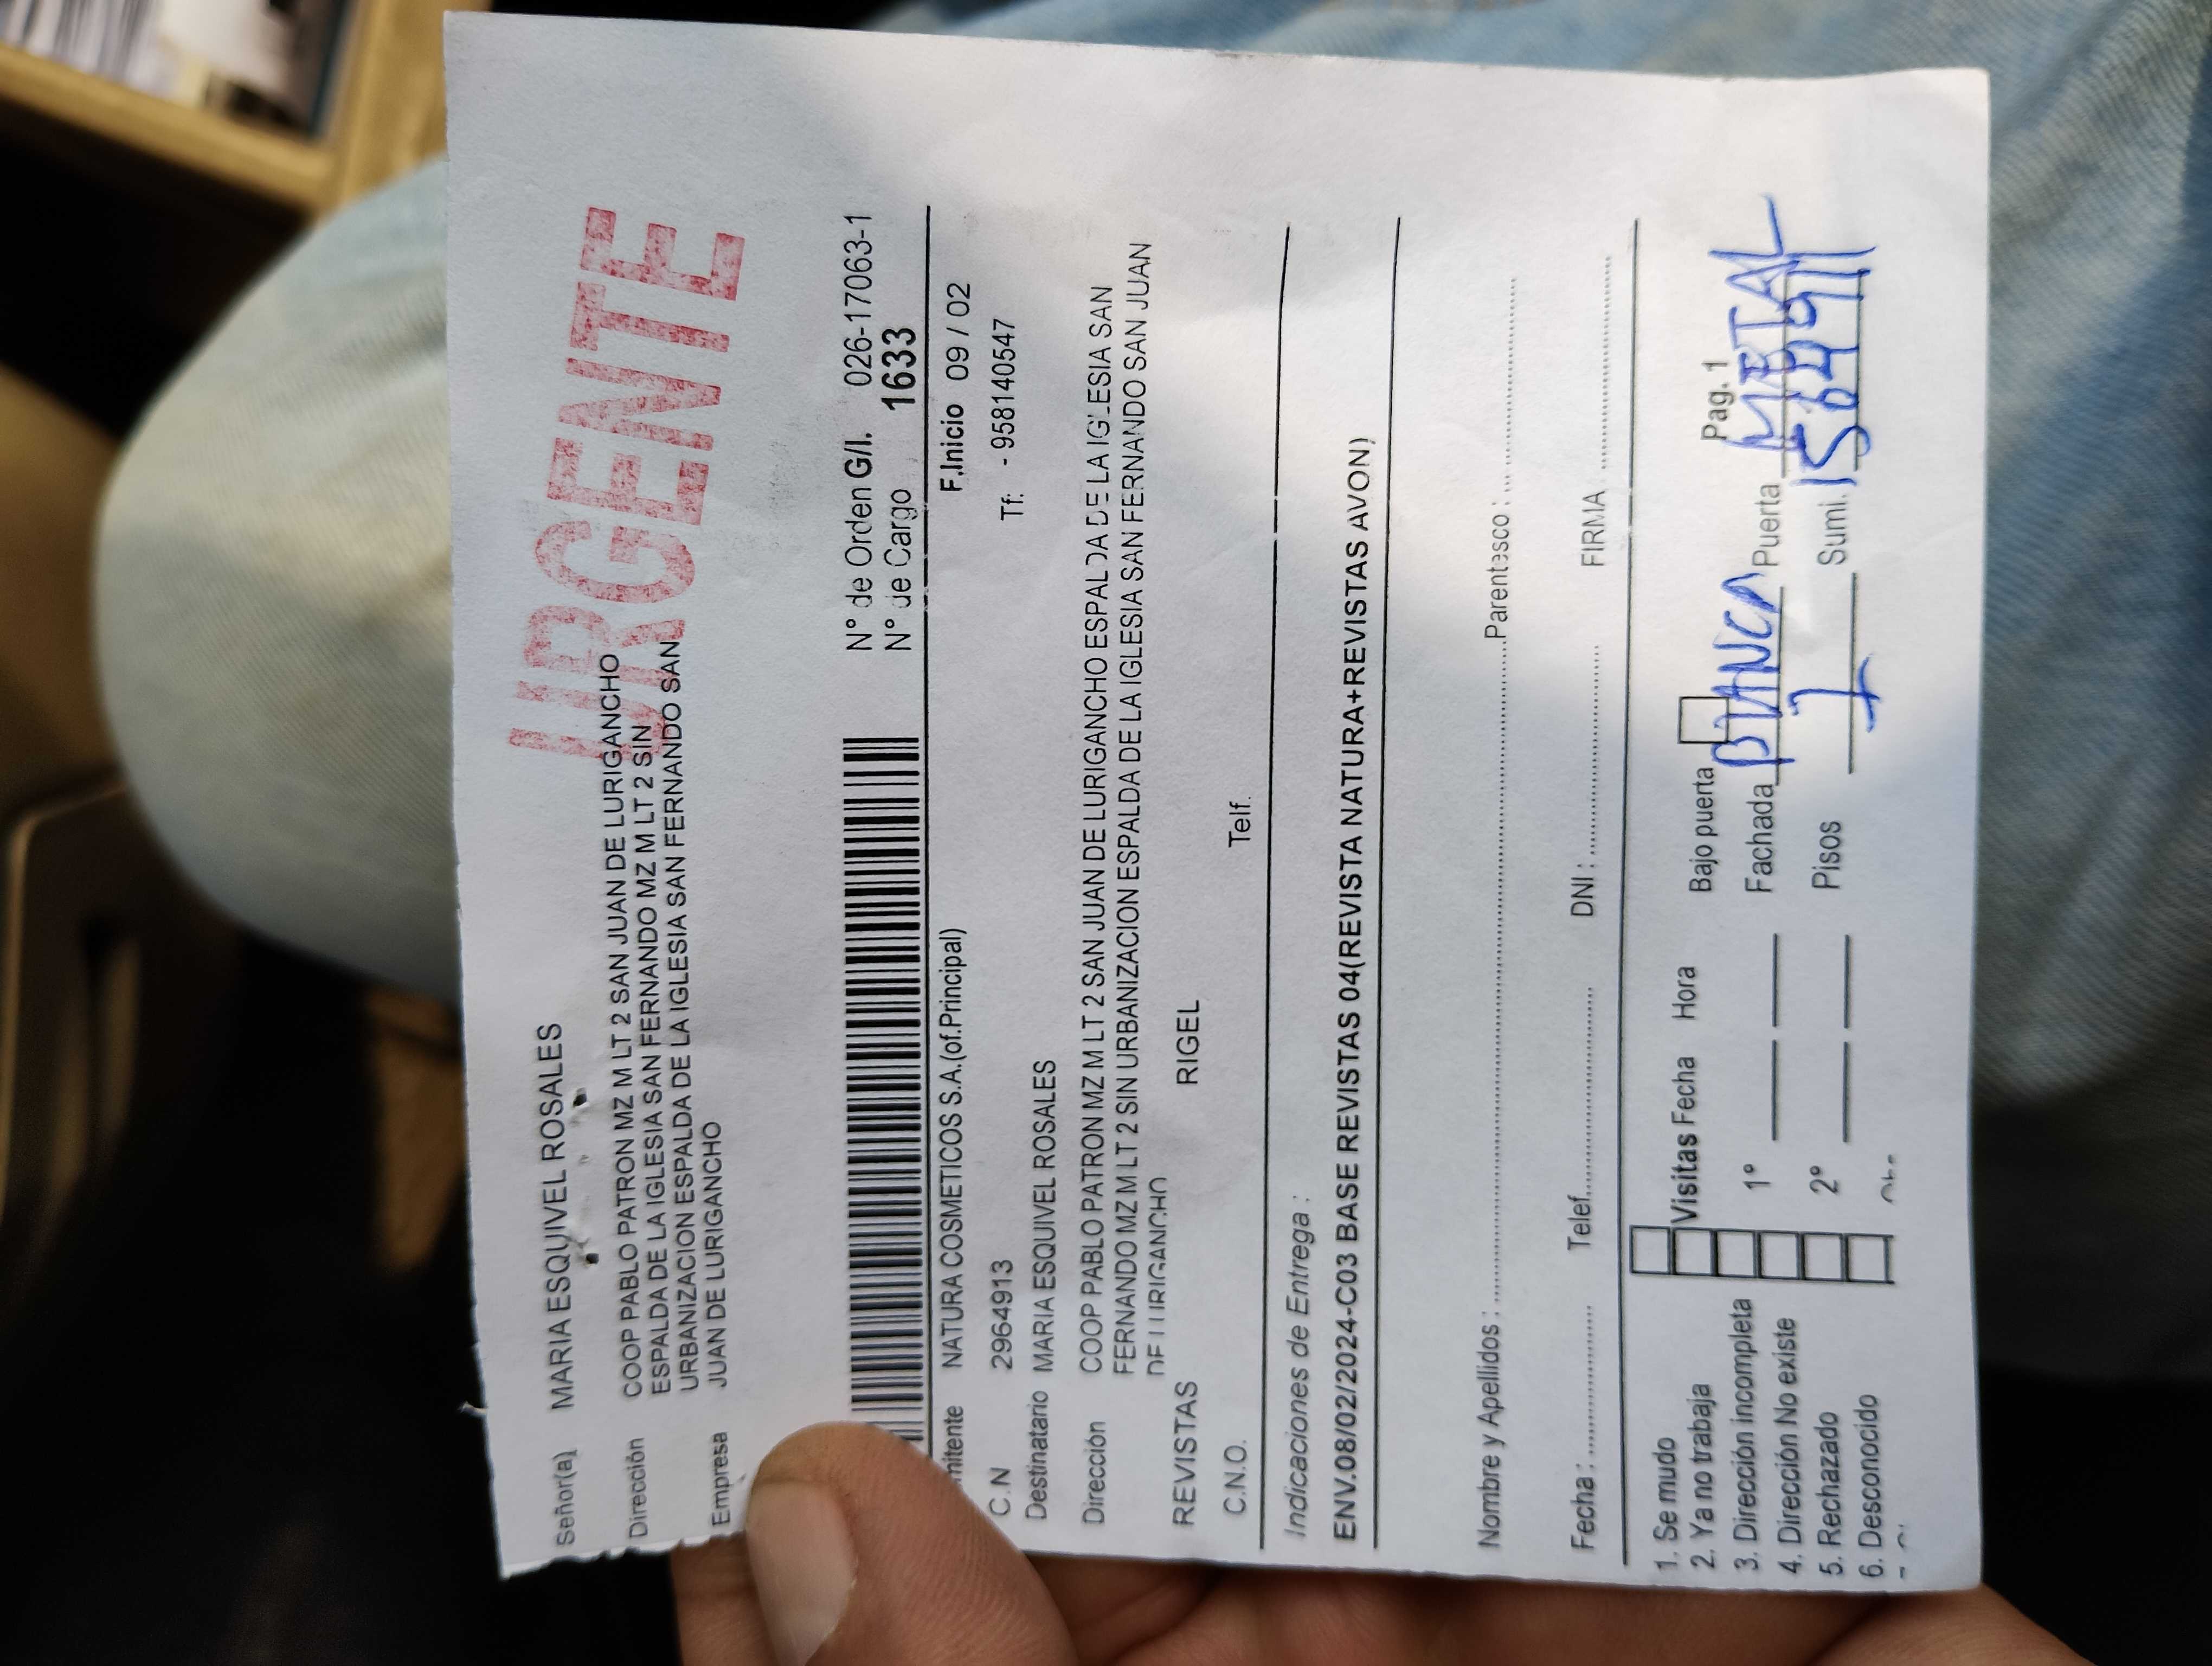 URGENTE
Señor(a) MARIA ESQUIVEL ROSALES
Dirección COOP PABLO PATRON MZ M LT 2 SAN JUAN DE LURIGANCHO
ESPALDA DE LA IGLESIA SAN FERNANDO MZ M LT 2 SIN
URBANIZACION ESPALDA DE LA IGLESIA SAN FERNANDO SAN
Empresa JUAN DE LURIGANCHO
N° de Orden G/I. 026-17063-1
N° de Cargo 1633
mitente NATURA COSMETICOS S.A.(of.Principal) F.Inicio 09 / 02
C.N 2964913 Tf: - 958140547
Destinatario MARIA ESQUIVEL ROSALES
Dirección COOP PABLO PATRON MZ M LT 2 SAN JUAN DE LURIGANCHO ESPALDA DE LA IGLESIA SAN
FERNANDO MZ M LT 2 SIN URBANIZACION ESPALDA DE LA IGLESIA SAN FERNANDO SAN JUAN
DE LURIGANCHO
REVISTAS RIGEL
C.N.O. Telf.
Indicaciones de Entrega :
ENV.08/02/2024-C03 BASE REVISTAS 04(REVISTA NATURA+REVISTAS AVON)
Nombre y Apellidos : Parentesco :
Fecha : Telef. DNI : FIRMA
1. Se mudo
2. Ya no trabaja Visitas Fecha Hora Bajo puerta Pag. 1
3. Dirección incompleta 1° Fachada Puerta METAL
4. Dirección No existe
5. Rechazado 2° Pisos 1 Sumi.
6. Desconocido